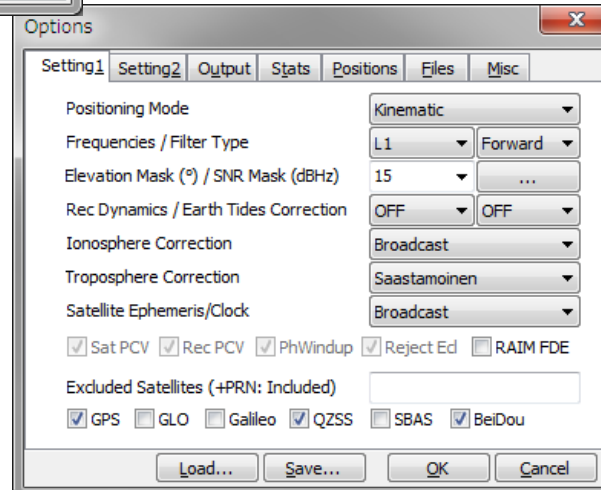 Options
Setting1 Setting2 Output Stats Positions Files Misc
Positioning Mode Kinematic
Frequencies / Filter Type L1 Forward
Elevation Mask (°) / SNR Mask (dBHz) 15 ...
Rec Dynamics / Earth Tides Correction OFF OFF
Ionosphere Correction Broadcast
Troposphere Correction Saastamoinen
Satellite Ephemeris/Clock Broadcast
Sat PCV Rec PCV PhWindup Reject Ecl RAIM FDE
Excluded Satellites (+PRN: Included)
GPS GLO Galileo QZSS SBAS BeiDou
Load... Save... OK Cancel